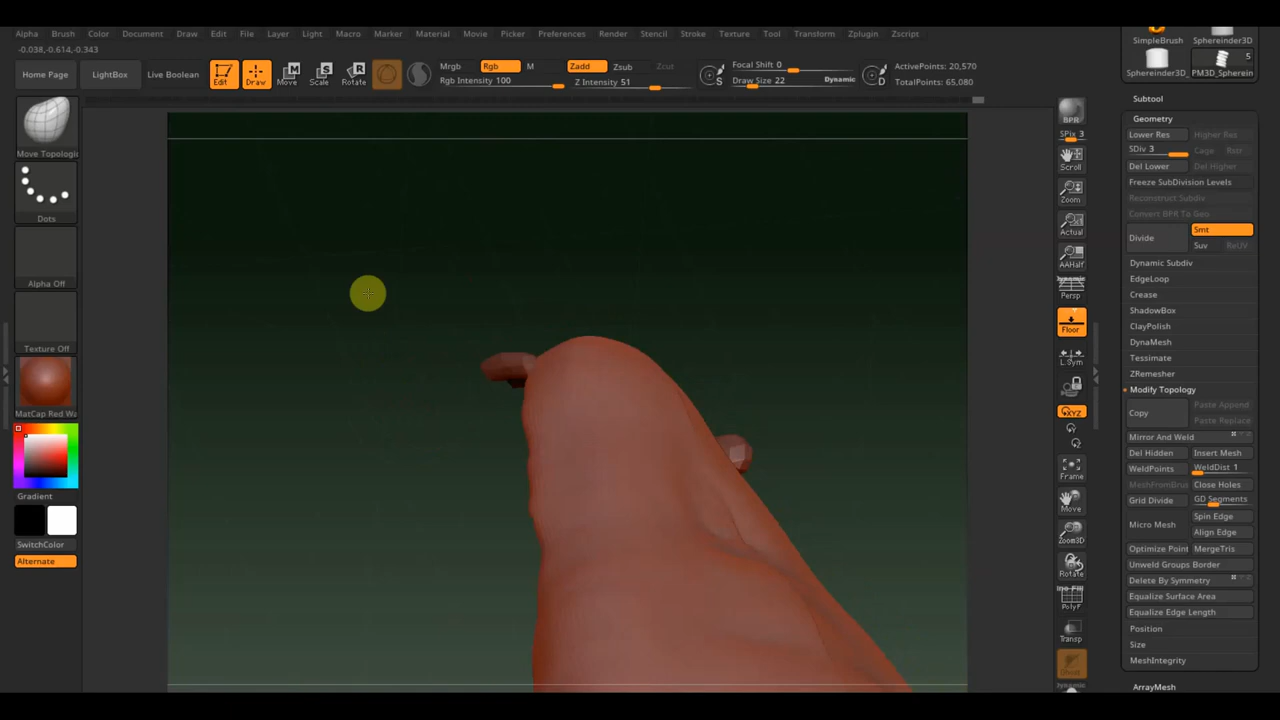 Alpha Brush Color Document Draw Edit File Layer Light Macro Marker Material Movie Picker Preferences Render Stencil Stroke Texture Tool Transform Zplugin Zscript
-0.038,-0.614,-0.343
Home Page LightBox Live Boolean Edit Draw Move Scale Rotate
Mrgb Rgb M Zadd Zsub Zcut
Rgb Intensity 100 Z Intensity 51
S Focal Shift 0
Draw Size 22 Dynamic
D ActivePoints: 20,570
TotalPoints: 65,080
Move Topologic
Dots
Alpha Off
Texture Off
MatCap Red Wa
Gradient
SwitchColor
Alternate
BPR
SPix 3
Scroll
Zoom
Actual
AAHalf
Dynamic
Persp
Floor
L.Sym
XYZ
Y
Z
Frame
Move
Zoom3D
Rotate
PolyF
Transp
Dynamic
SimpleBrush Sphereinder3D
Sphereinder3D_ PM3D_Spherein 5
Subtool
Geometry
Lower Res Higher Res
SDiv 3 Cage Rstr
Del Lower Del Higher
Freeze SubDivision Levels
Reconstruct Subdiv
Convert BPR To Geo
Divide Smt
Suv ReUV
Dynamic Subdiv
EdgeLoop
Crease
ShadowBox
ClayPolish
DynaMesh
Tessimate
ZRemesher
Modify Topology
Copy Paste Append
Paste Replace
Mirror And Weld
Del Hidden Insert Mesh
WeldPoints WeldDist 1
MeshFromBrus Close Holes
Grid Divide GD Segments
Micro Mesh Spin Edge
Align Edge
Optimize Point MergeTris
Unweld Groups Border
Delete By Symmetry
Equalize Surface Area
Equalize Edge Length
Position
Size
MeshIntegrity
ArrayMesh